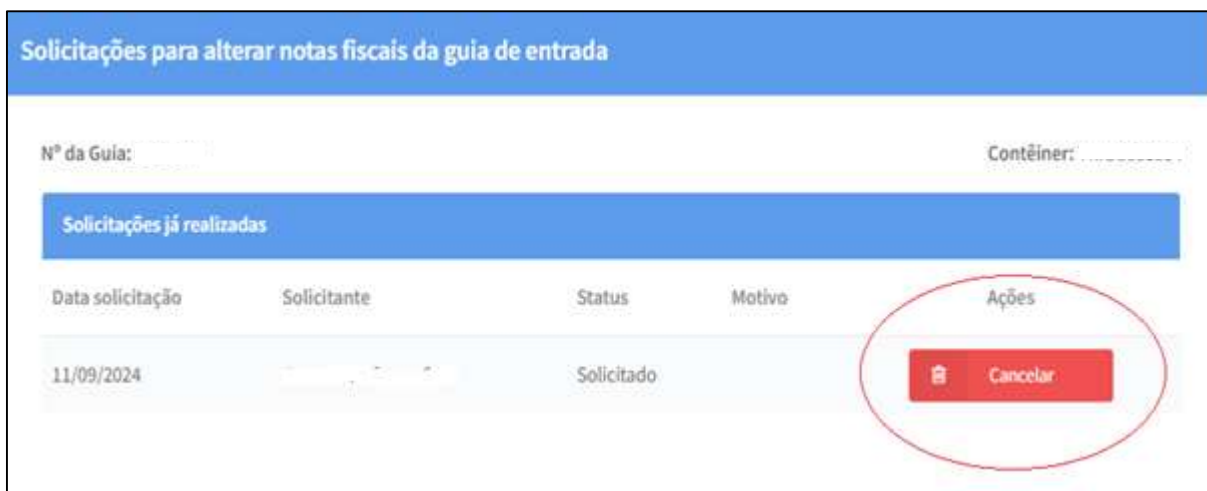 Solicitações para alterar notas fiscais da guia de entrada
Nº da Guia: Contêiner:
Solicitações já realizadas
Data solicitação Solicitante Status Motivo Ações
11/09/2024 Solicitado Cancelar